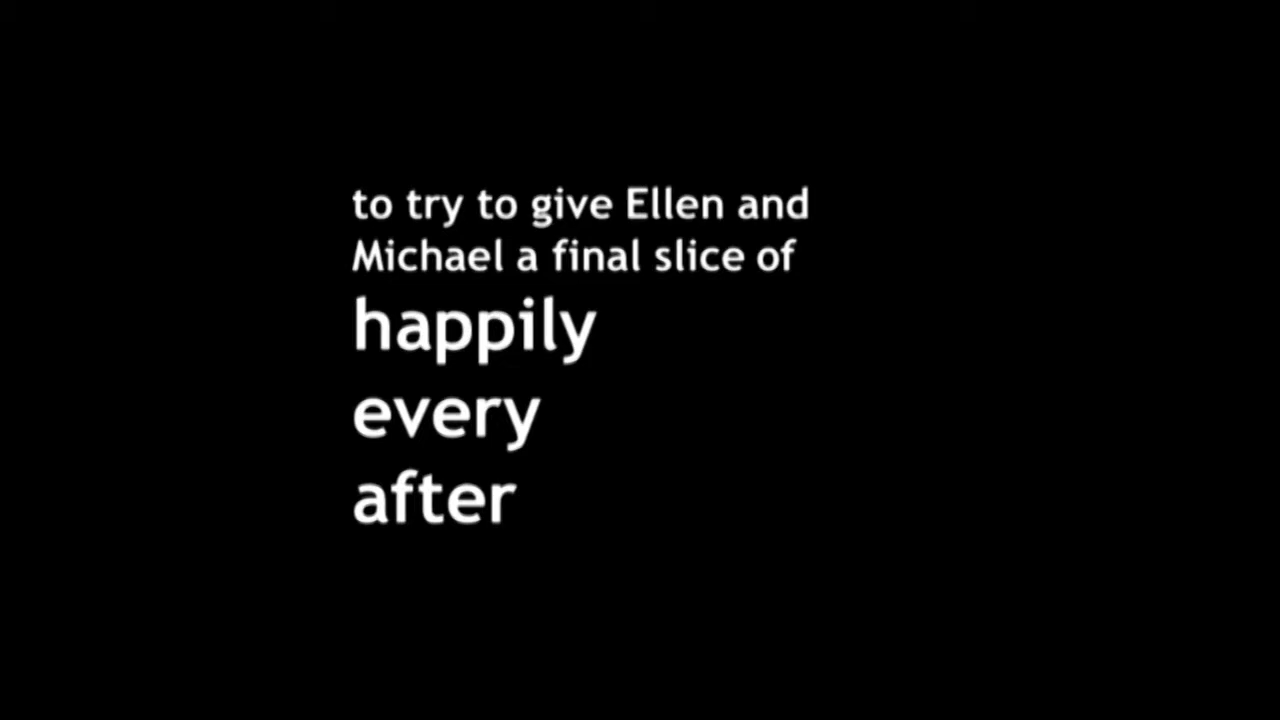 to try to give Ellen and
Michael a final slice of
happily
every
after